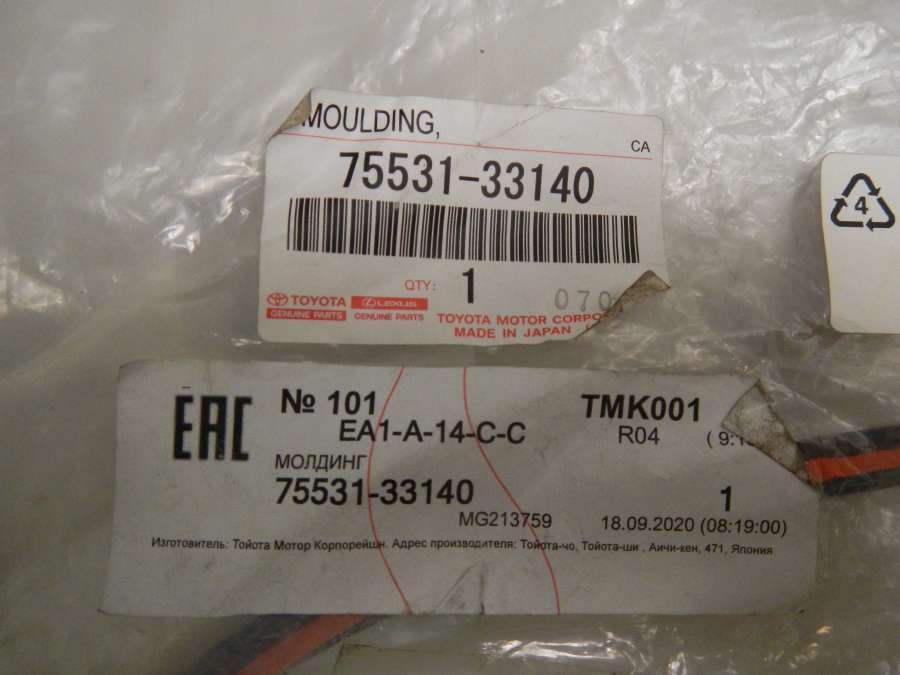 MOULDING,
CA
75531-33140
QTY: 1
070
TOYOTA
GENUINE PARTS
LEXUS
GENUINE PARTS
TOYOTA MOTOR
MADE IN JAPAN
4
EAC
№ 101
TMK001
EA1-A-14-C-C
R04
МОЛДИНГ
75531-33140
1
MG213759
18.09.2020 (08:19:00)
Изготовитель: Тойота Мотор Корпорейшн. Адрес производителя: Тойота-чо, Тойота-ши , Аичи-кен, 471, Япония